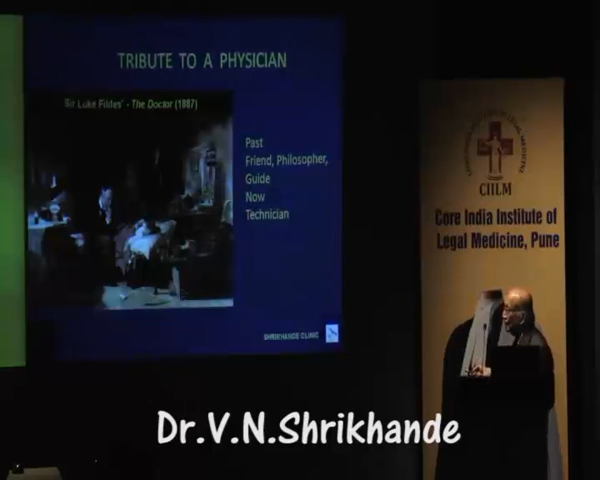 TRIBUTE TO A PHYSICIAN
Sir Luke Fildes' - The Doctor (1887)
Past
Friend, Philosopher,
Guide
Now
Technician
SHRIKHANDE CLINIC
CIILM
Core India Institute of
Legal Medicine, Pune
Dr.V.N.Shrikhande